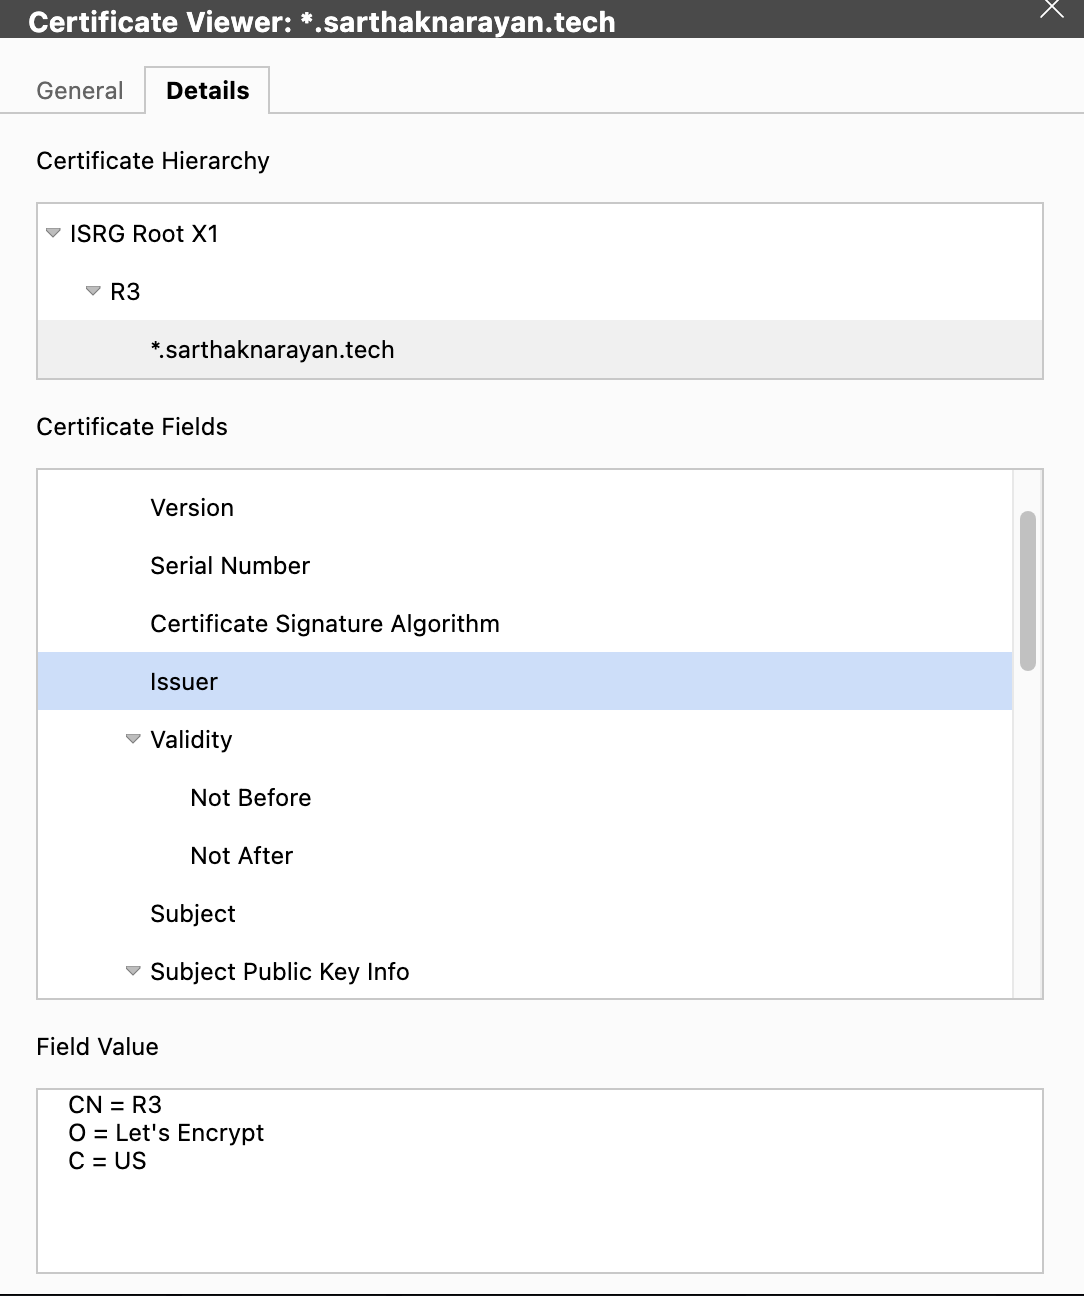 Certificate Viewer: *.sarthaknarayan.tech
General
Details
Certificate Hierarchy
ISRG Root X1
R3
*.sarthaknarayan.tech
Certificate Fields
Version
Serial Number
Certificate Signature Algorithm
Issuer
Validity
Not Before
Not After
Subject
Subject Public Key Info
Field Value
CN = R3
O = Let's Encrypt
C = US